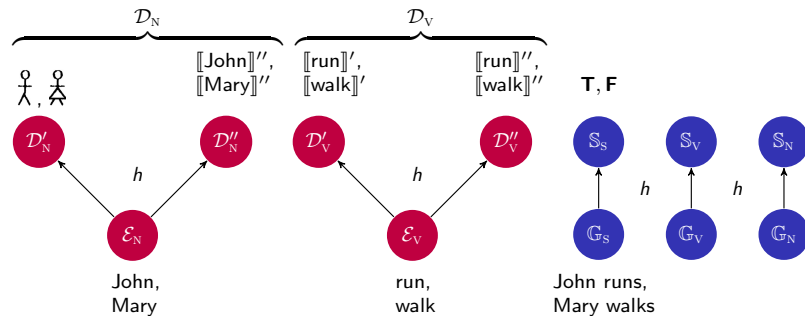 𝒟_N 𝒟_V
⟦John⟧′′, ⟦run⟧′, ⟦run⟧′′,
, ⟦Mary⟧′′ ⟦walk⟧′ ⟦walk⟧′′ T, F
𝒟′_N 𝒟′′_N 𝒟′_V 𝒟′′_V 𝕊_S 𝕊_V 𝕊_N
h h h h
ℰ_N ℰ_V 𝔾_S 𝔾_V 𝔾_N
John, run, John runs,
Mary walk Mary walks